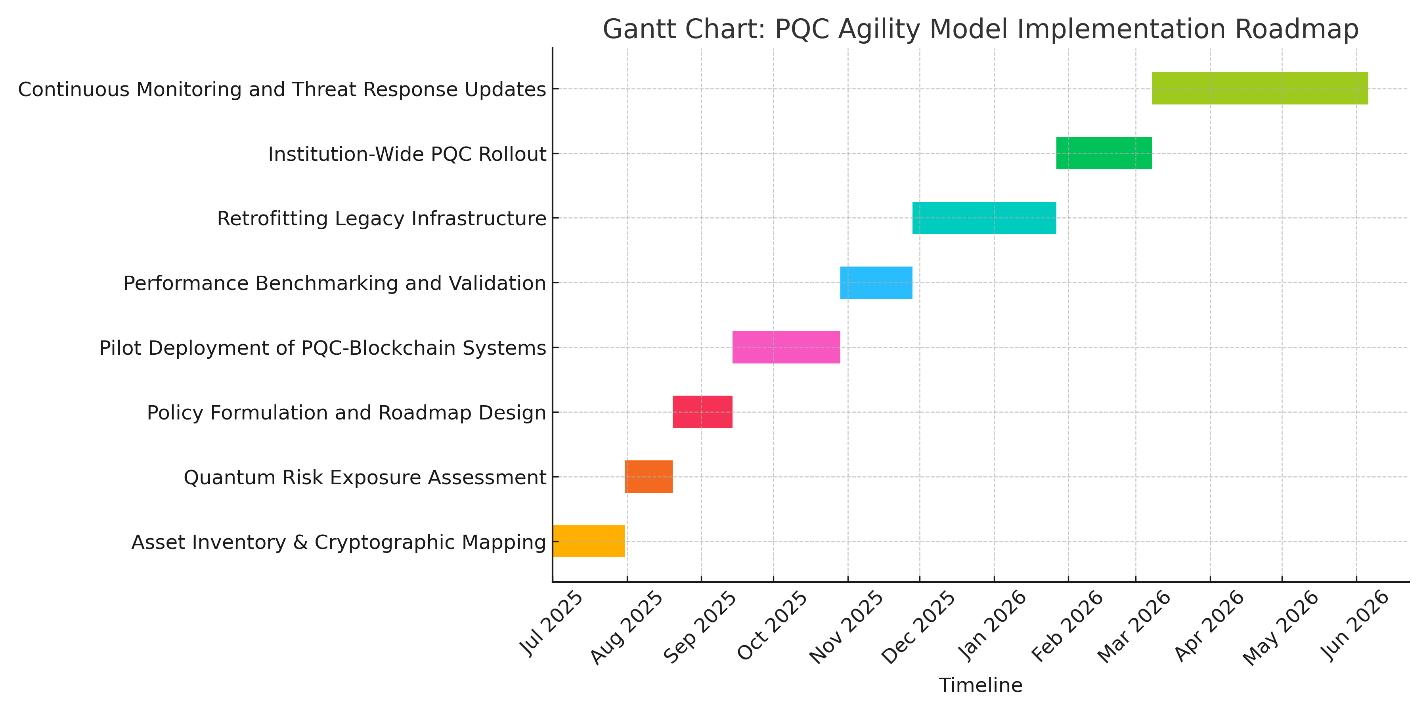 Gantt Chart: PQC Agility Model Implementation Roadmap
Continuous Monitoring and Threat Response Updates
Institution-Wide PQC Rollout
Retrofitting Legacy Infrastructure
Performance Benchmarking and Validation
Pilot Deployment of PQC-Blockchain Systems
Policy Formulation and Roadmap Design
Quantum Risk Exposure Assessment
Asset Inventory & Cryptographic Mapping
Jul 2025
Aug 2025
Sep 2025
Oct 2025
Nov 2025
Dec 2025
Jan 2026
Feb 2026
Mar 2026
Apr 2026
May 2026
Jun 2026
Timeline